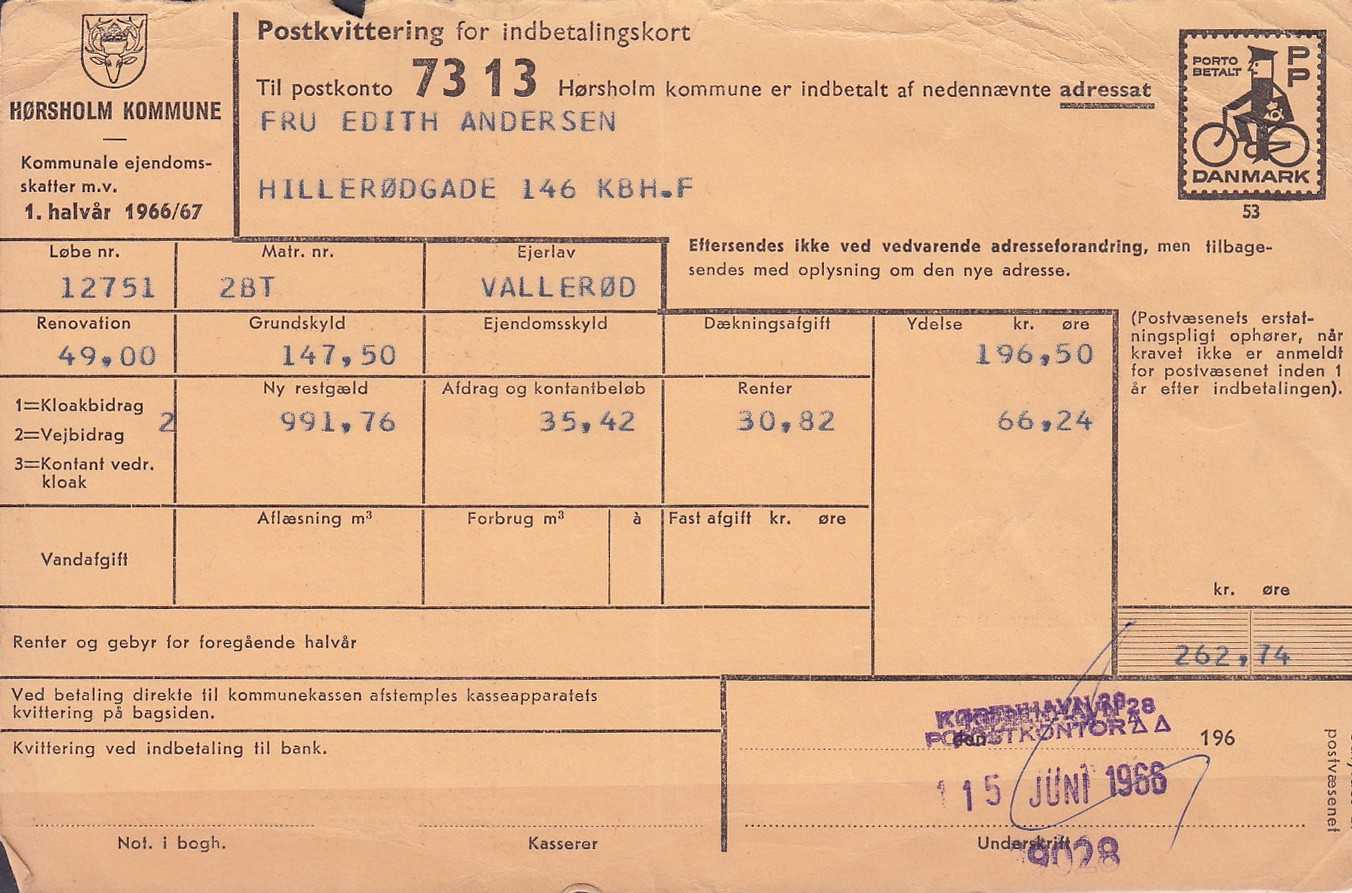 HØRSHOLM KOMMUNE
Kommunale ejendoms-
skatter m.v.
1. halvår 1966/67
Postkvittering for indbetalingskort
Til postkonto 73 13 Hørsholm kommune er indbetalt af nedennævnte adressat
FRU EDITH ANDERSEN
HILLERØDGADE 146 KBH.F
PORTO BETALT PP
DANMARK
53
Eftersendes ikke ved vedvarende adresseforandring, men tilbage-
sendes med oplysning om den nye adresse.
Løbe nr. Matr. nr. Ejerlav
12751 2BT VALLERØD
Renovation Grundskyld Ejendomsskyld Dækningsafgift Ydelse kr. øre
49,00 147,50 196,50
(Postvæsenets erstat-
ningspligt ophører, når
kravet ikke er anmeldt
for postvæsenet inden 1
år efter indbetalingen).
Ny restgæld Afdrag og kontantbeløb Renter
1=Kloakbidrag
2=Vejbidrag
3=Kontant vedr.
kloak
2 991,76 35,42 30,82 66,24
Aflæsning m³ Forbrug m³ à Fast afgift kr. øre
Vandafgift
kr. øre
Renter og gebyr for foregående halvår
262,74
Ved betaling direkte til kommunekassen afstemples kasseapparatets
kvittering på bagsiden.
Kvittering ved indbetaling til bank.
KØBENHAVN 28
POSTKONTOR
den 196
15 JUNI 1966
Not. i bogh. Kasserer Underskrift
9028
postvæsenet